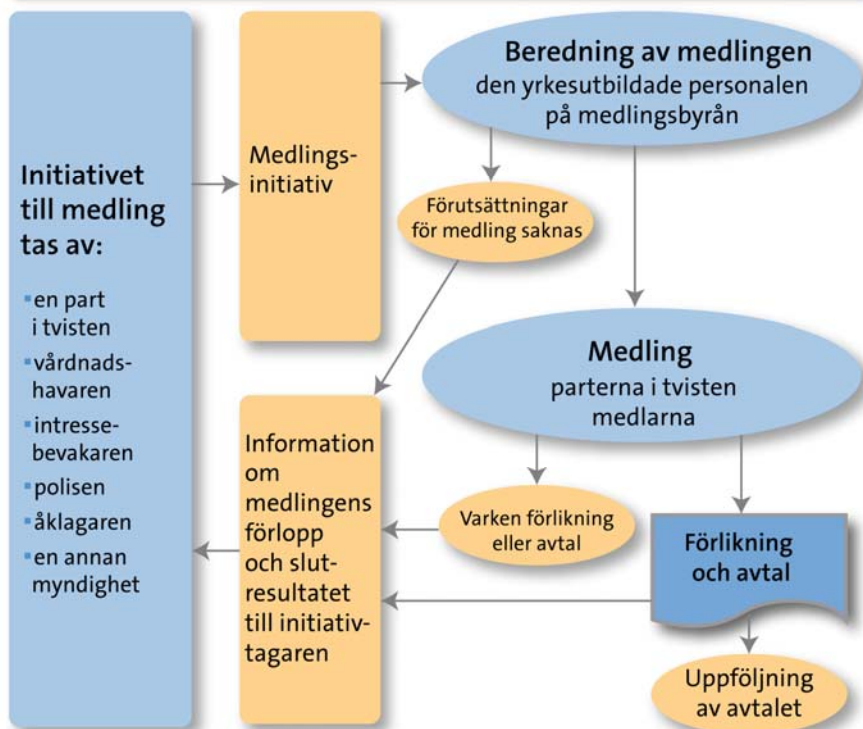 Initiativet
till medling
tas av:
▪ en part
i tvisten
▪ vårdnads-
havaren
▪ intresse-
bevakaren
▪ polisen
▪ åklagaren
▪ en annan
myndighet
Medlings-
initiativ
Beredning av medlingen
den yrkesutbildade personalen
på medlingsbyrån
Förutsättningar
för medling saknas
Medling
parterna i tvisten
medlarna
Information
om
medlingens
förlopp
och slut-
resultatet
till initiativ-
tagaren
Varken förlikning
eller avtal
Förlikning
och avtal
Uppföljning
av avtalet